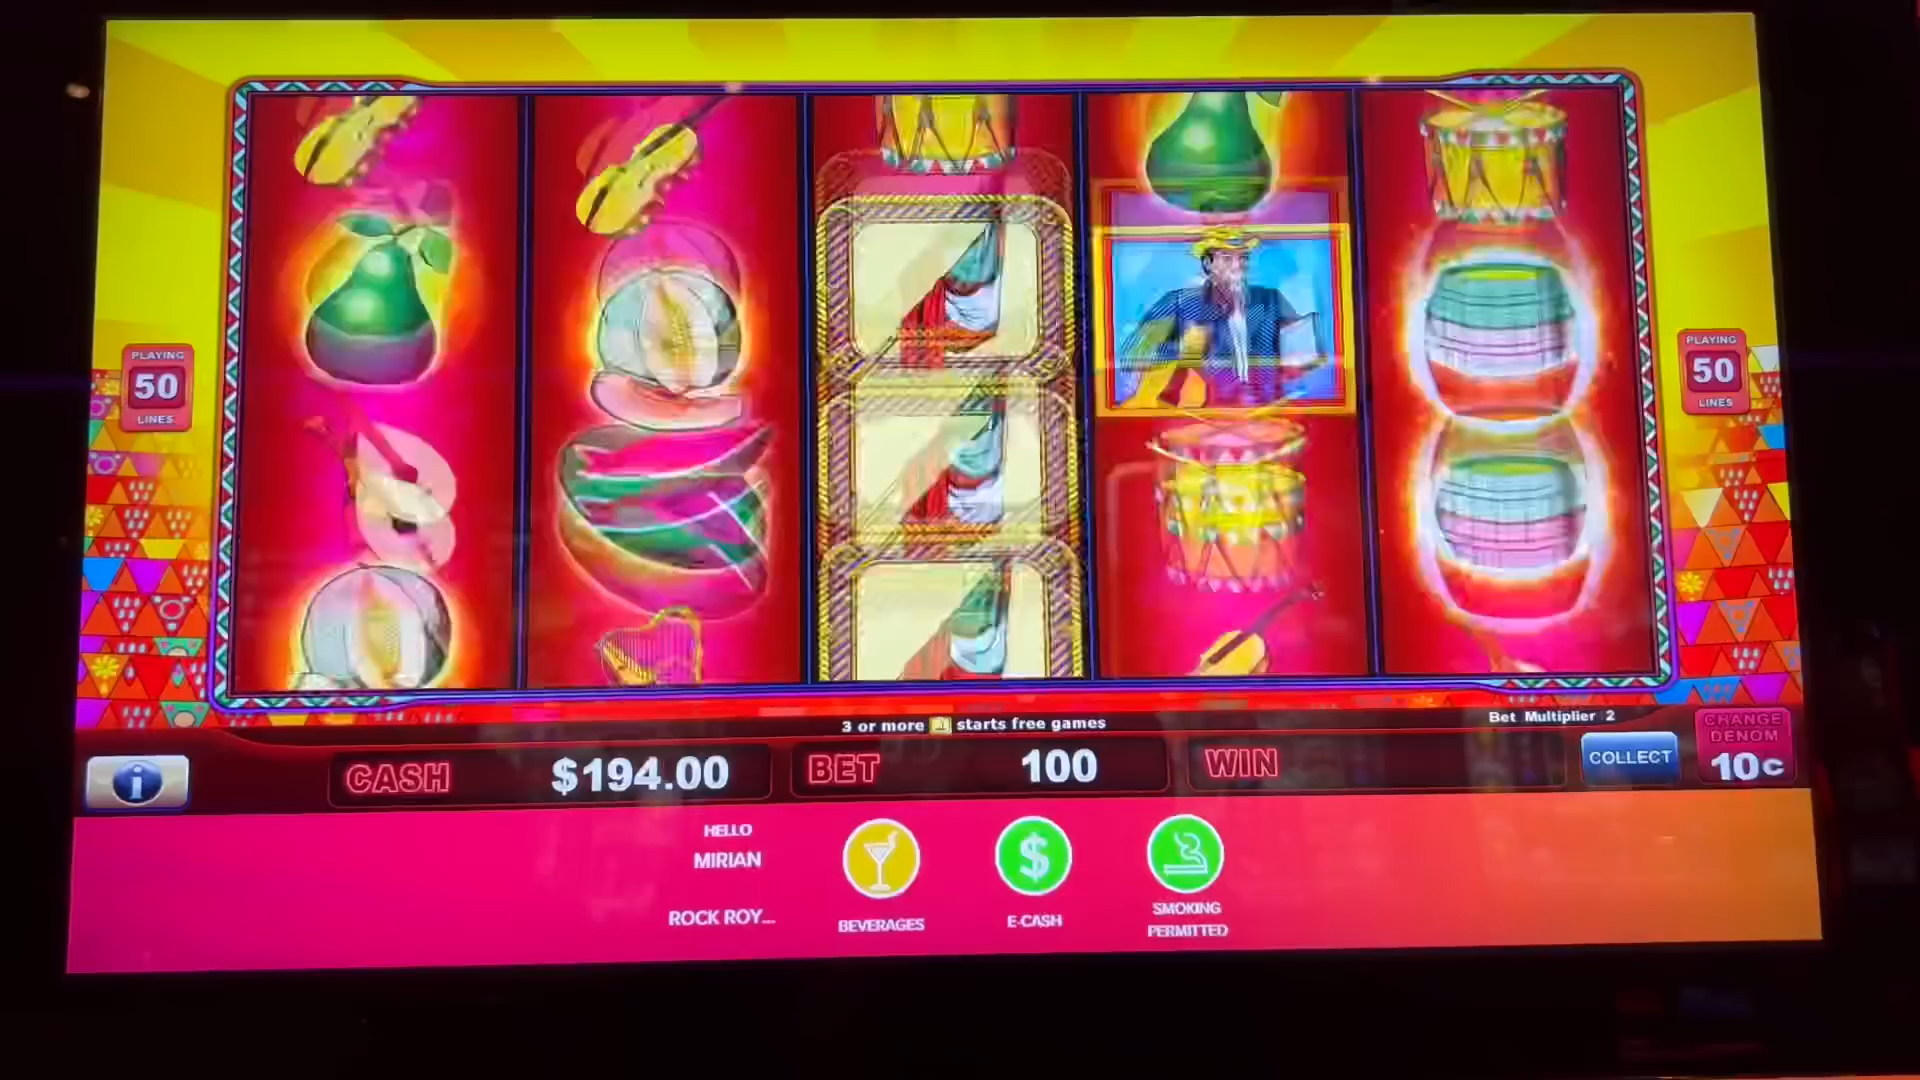 PLAYING
50
LINES
PLAYING
50
LINES
3 or more starts free games
Bet Multiplier 2
CASH $194.00
BET 100
WIN
COLLECT
CHANGE
DENOM
10c
HELLO
MIRIAN
ROCK ROY...
BEVERAGES
E-CASH
SMOKING
PERMITTED